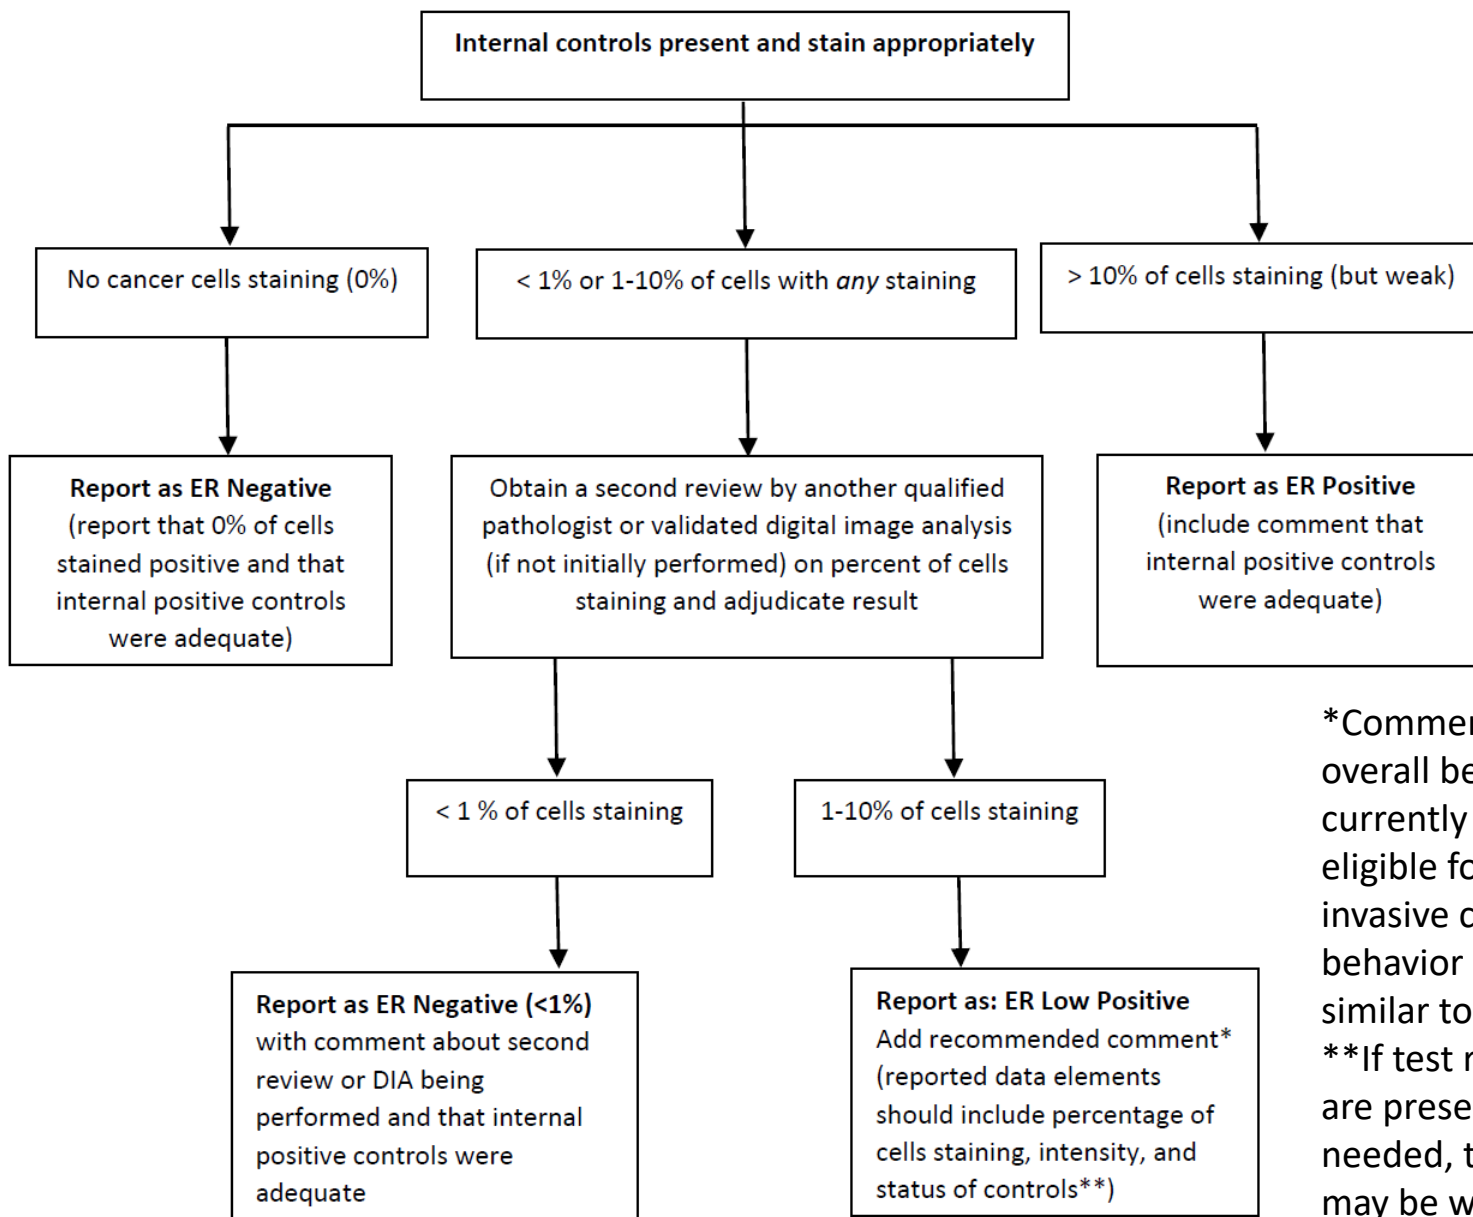 Internal controls present and stain appropriately
No cancer cells staining (0%)
< 1% or 1-10% of cells with any staining
> 10% of cells staining (but weak)
Report as ER Negative
(report that 0% of cells
stained positive and that
internal positive controls
were adequate)
Obtain a second review by another qualified
pathologist or validated digital image analysis
(if not initially performed) on percent of cells
staining and adjudicate result
Report as ER Positive
(include comment that
internal positive controls
were adequate)
< 1 % of cells staining
1-10% of cells staining
Report as ER Negative (<1%)
with comment about second
review or DIA being
performed and that internal
positive controls were
adequate
Report as: ER Low Positive
Add recommended comment*
(reported data elements
should include percentage of
cells staining, intensity, and
status of controls**)
overall
currently
eligible
invasive
behavior
similar to
**If test
are
needed,
may be